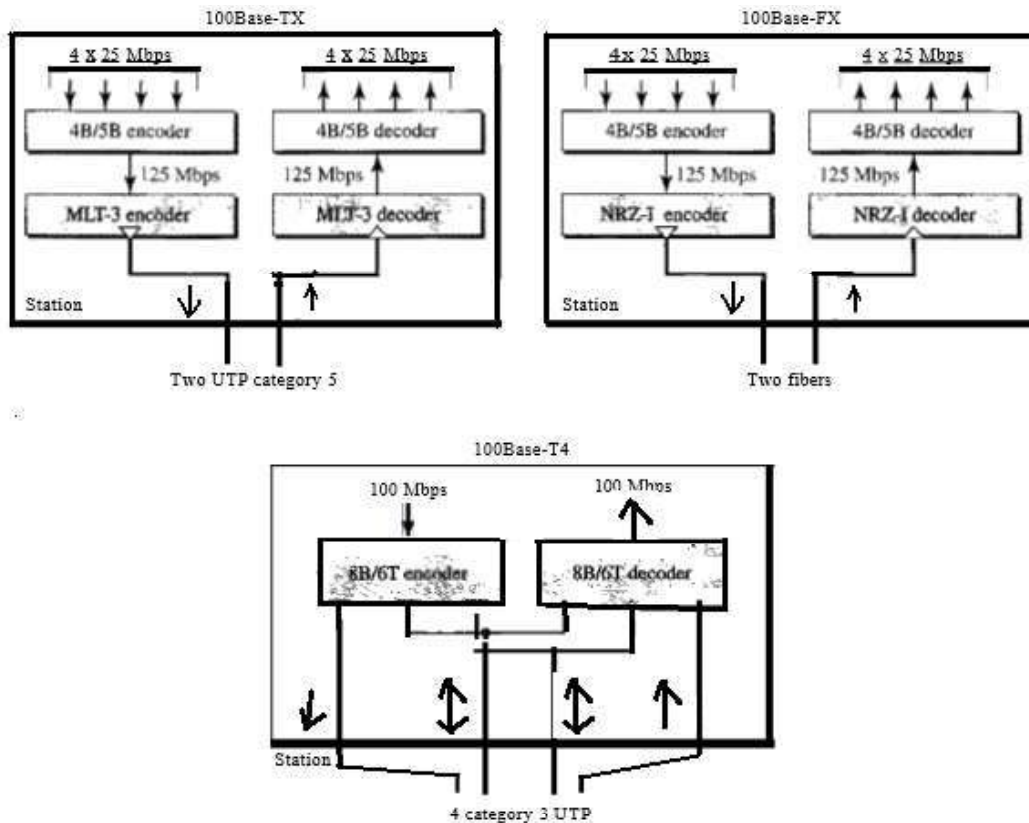 100Base-TX
4 x 25 Mbps
4 x 25 Mbps
4B/5B encoder
4B/5B decoder
125 Mbps
125 Mbps
MLT-3 encoder
MLT-3 decoder
Station
Two UTP category 5
100Base-FX
4x 25 Mbps
4 x 25 Mbps
4B/5B encoder
4B/5B decoder
125 Mbps
125 Mbps
NRZ-I encoder
NRZ-I decoder
Station
Two fibers
100Base-T4
100 Mbps
100 Mbps
8B/6T encoder
8B/6T decoder
Station
4 category 3 UTP